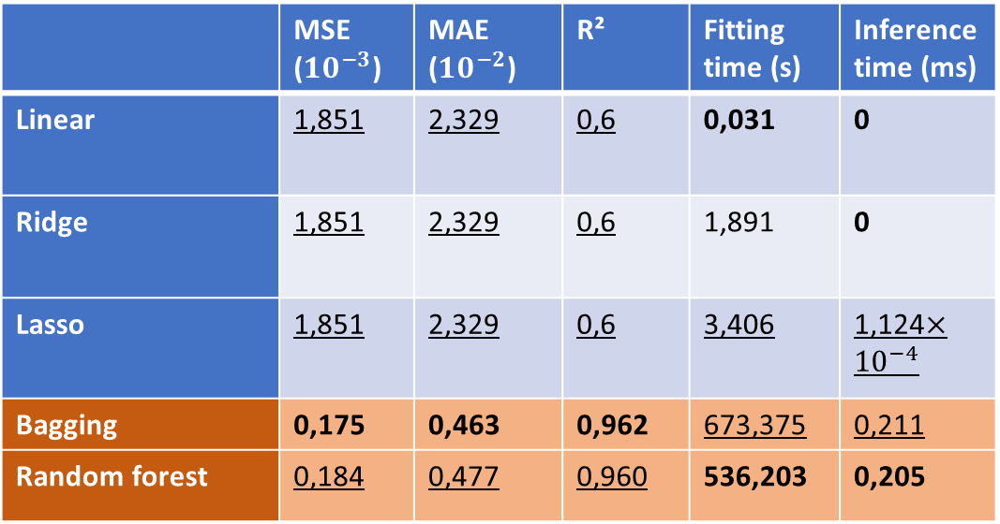 MSE (10⁻³) MAE (10⁻²) R² Fitting time (s) Inference time (ms)
Linear 1,851 2,329 0,6 0,031 0
Ridge 1,851 2,329 0,6 1,891 0
Lasso 1,851 2,329 0,6 3,406 1,124× 10⁻⁴
Bagging 0,175 0,463 0,962 673,375 0,211
Random forest 0,184 0,477 0,960 536,203 0,205